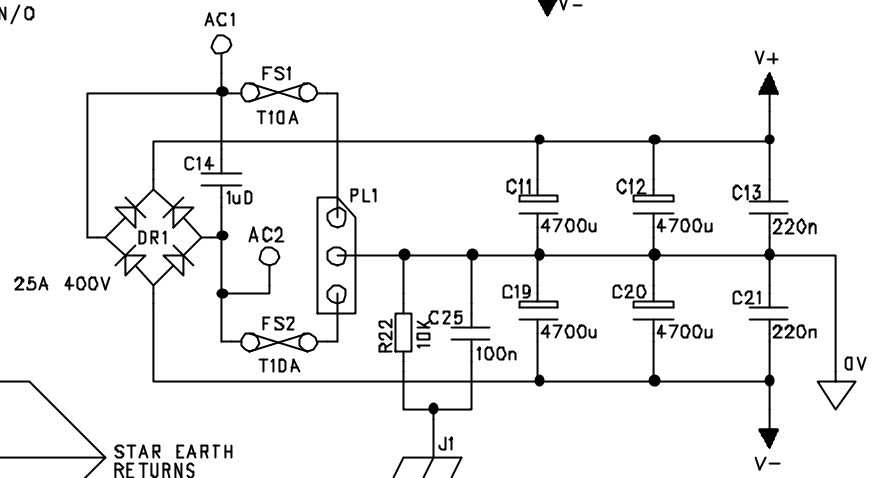 N/O
V-
AC1
FS1
T10A
V+
C14
1uD
PL1
C11
4700u
C12
4700u
C13
220n
DR1
AC2
25A 400V
C19
4700u
C20
4700u
C21
220n
FS2
T10A
R22
10K
C25
100n
0V
J1
V-
STAR EARTH
RETURNS